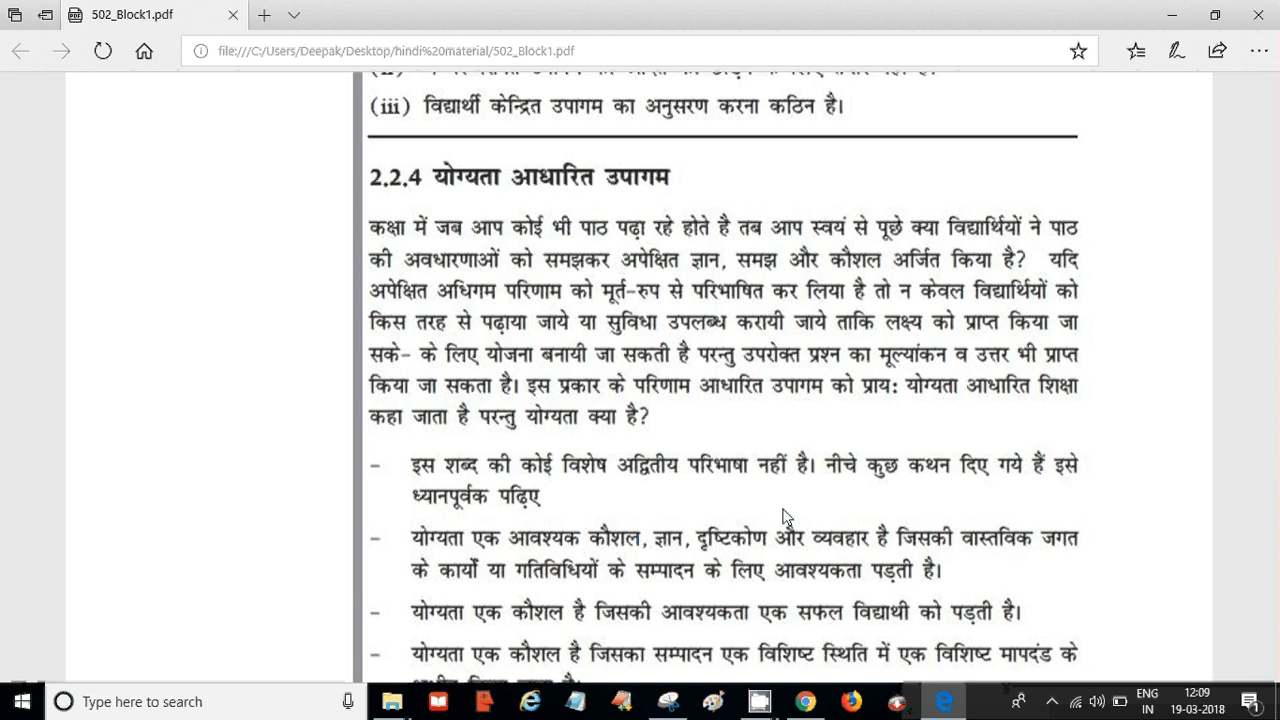 502_Block1.pdf
file:///C:/Users/Deepak/Desktop/hindi%20material/502_Block1.pdf
(iii) विद्यार्थी केन्द्रित उपागम का अनुसरण करना कठिन है।
2.2.4 योग्यता आधारित उपागम
कक्षा में जब आप कोई भी पाठ पढ़ा रहे होते है तब आप स्वयं से पूछे क्या विद्यार्थियों ने पाठ
की अवधारणाओं को समझकर अपेक्षित ज्ञान, समझ और कौशल अर्जित किया है? यदि
अपेक्षित अधिगम परिणाम को मूर्त-रुप से परिभाषित कर लिया है तो न केवल विद्यार्थियों को
किस तरह से पढ़ाया जाये या सुविधा उपलब्ध करायी जाये ताकि लक्ष्य को प्राप्त किया जा
सके- के लिए योजना बनायी जा सकती है परन्तु उपरोक्त प्रश्न का मूल्यांकन व उत्तर भी प्राप्त
किया जा सकता है। इस प्रकार के परिणाम आधारित उपागम को प्राय: योग्यता आधारित शिक्षा
कहा जाता है परन्तु योग्यता क्या है?
- इस शब्द की कोई विशेष अद्वितीय परिभाषा नहीं है। नीचे कुछ कथन दिए गये हैं इसे
ध्यानपूर्वक पढ़िए
- योग्यता एक आवश्यक कौशल, ज्ञान, दृष्टिकोण और व्यवहार है जिसकी वास्तविक जगत
के कार्यों या गतिविधियों के सम्पादन के लिए आवश्यकता पड़ती है।
- योग्यता एक कौशल है जिसकी आवश्यकता एक सफल विद्याथी को पड़ती है।
- योग्यता एक कौशल है जिसका सम्पादन एक विशिष्ट स्थिति में एक विशिष्ट मापदंड के
Type here to search
ENG
IN
12:09
19-03-2018
1